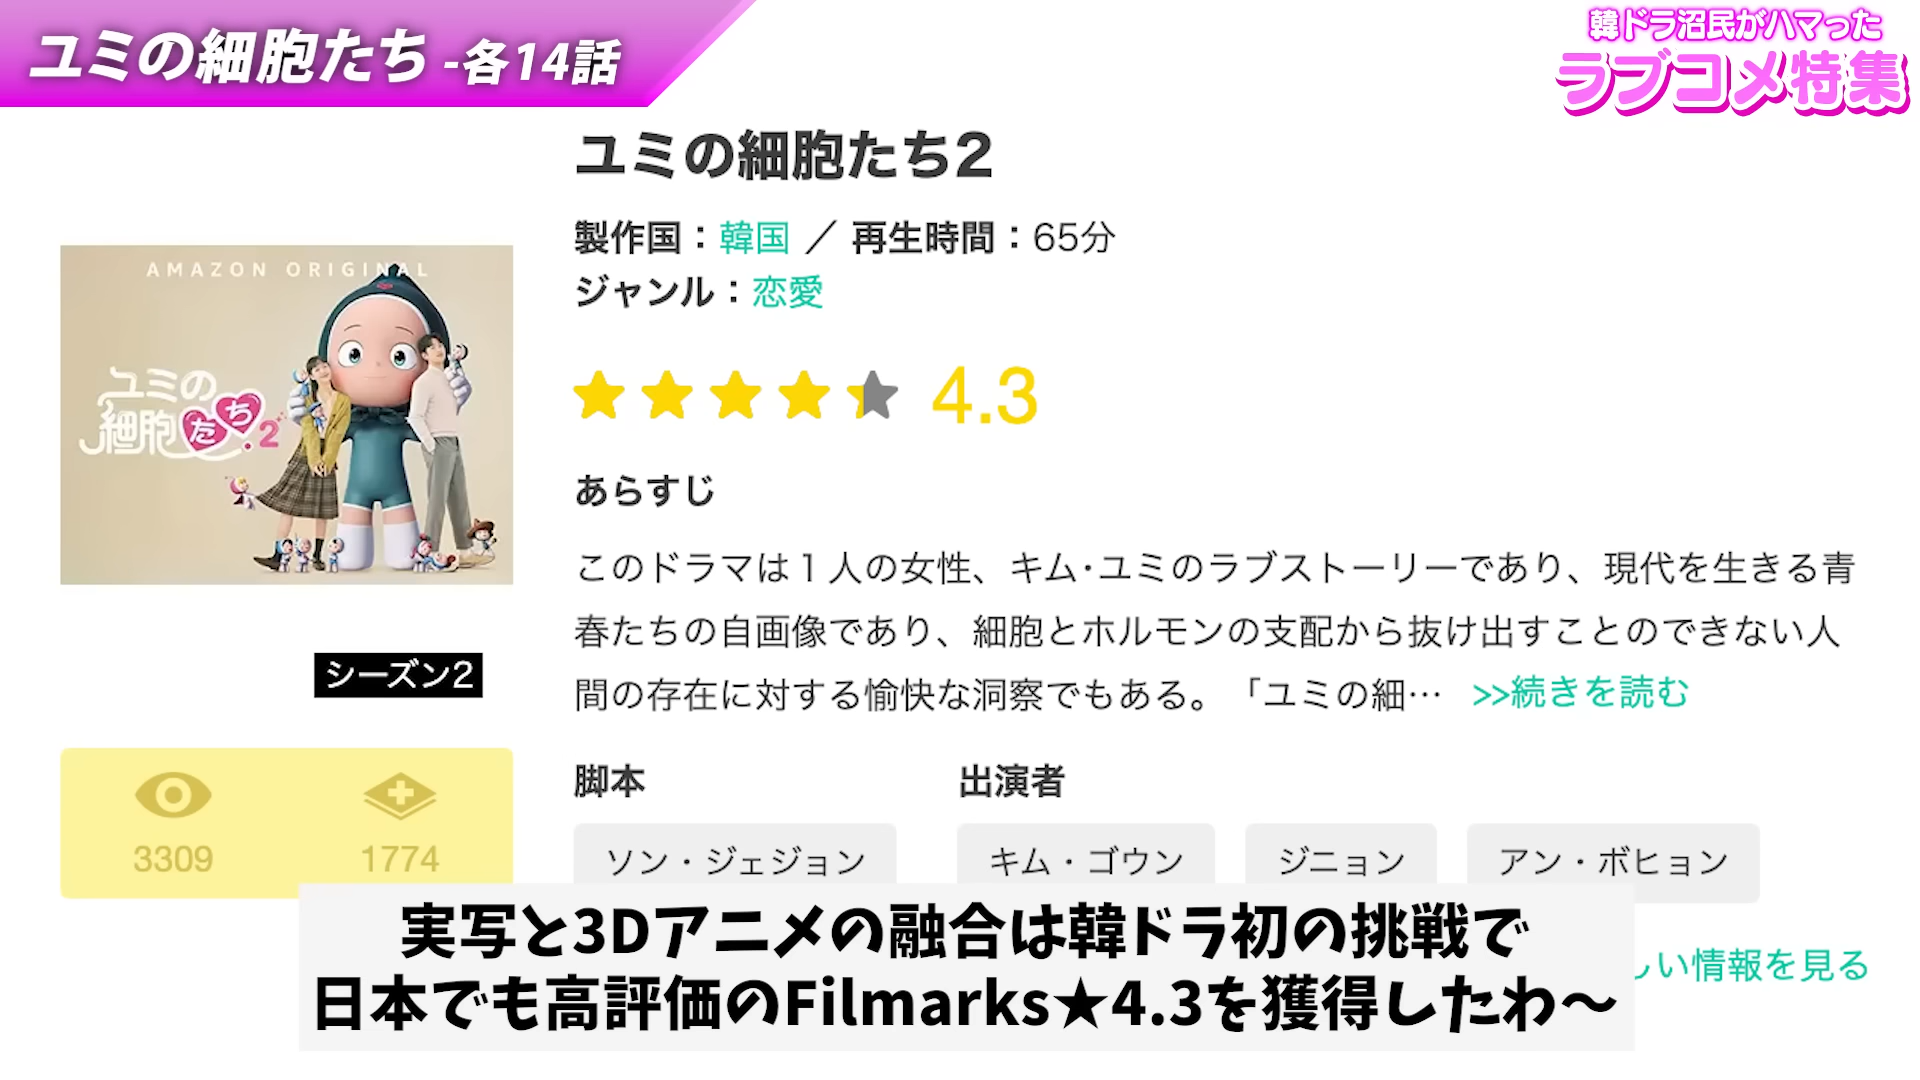 ユミの細胞たち -各14話
韓ドラ沼民がハマった
ラブコメ特集
ユミの細胞たち2
製作国：韓国 ／ 再生時間：65分
ジャンル：恋愛
AMAZON ORIGINAL
ユミの
細胞たち2
4.3
あらすじ
このドラマは１人の女性、キム･ユミのラブストーリーであり、現代を生きる青
春たちの自画像であり、細胞とホルモンの支配から抜け出すことのできない人
間の存在に対する愉快な洞察でもある。「ユミの細… >>続きを読む
シーズン2
3309 1774
脚本
ソン・ジェジョン
出演者
キム・ゴウン ジニョン アン・ボヒョン
しい情報を見る
実写と3Dアニメの融合は韓ドラ初の挑戦で
日本でも高評価のFilmarks★4.3を獲得したわ～